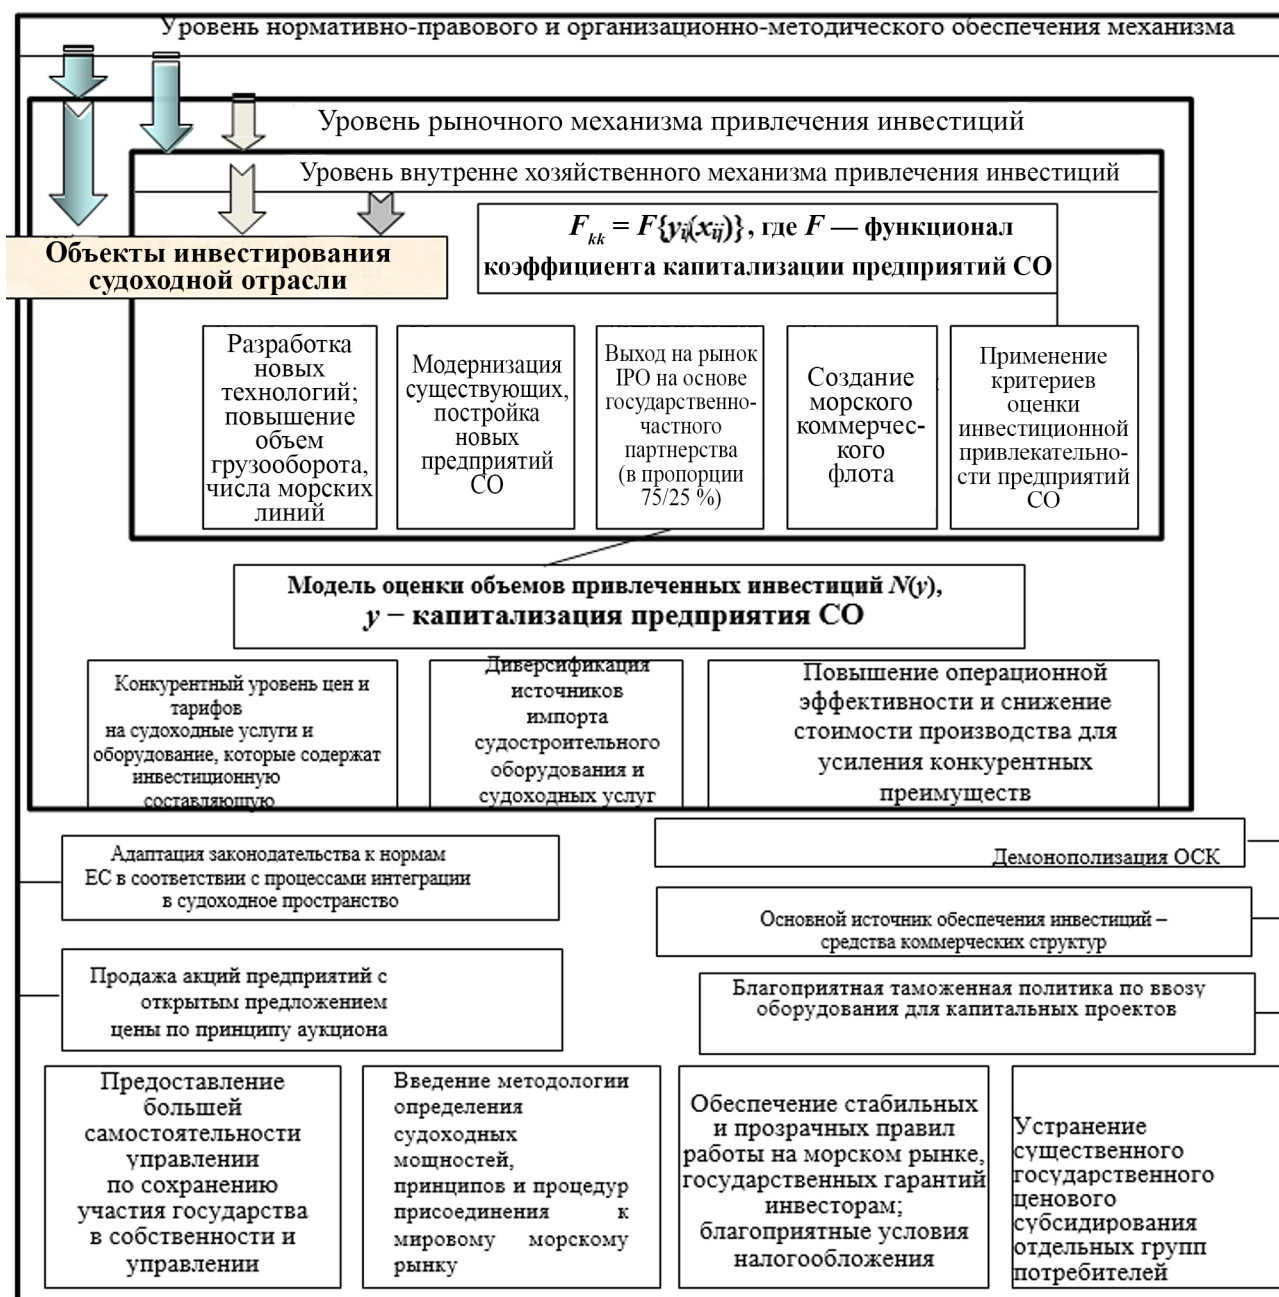 Уровень нормативно-правового и организационно-методического обеспечения механизма
Уровень рыночного механизма привлечения инвестиций
Уровень внутренне хозяйственного механизма привлечения инвестиций
Объекты инвестирования
судоходной отрасли
Fkk = F{yi(xij)}, где F — функционал
коэффициента капитализации предприятий СО
Разработка
новых
технологий;
повышение
объем
грузооборота,
числа морских
линий
Модернизация
существующих,
постройка
новых
предприятий
СО
Выход на рынок
IPO на основе
государственно-
частного
партнерства
(в пропорции
75/25 %)
Создание
морского
коммерчес-
кого
флота
Применение
критериев
оценки
инвестиционной
привлекательно-
сти предприятий
СО
Модель оценки объемов привлеченных инвестиций N(y),
y – капитализация предприятия СО
Конкурентный уровень цен и
тарифов
на судоходные услуги и
оборудование, которые содержат
инвестиционную
составляющую
Диверсификация
источников
импорта
судостроительного
оборудования и
судоходных услуг
Повышение операционной
эффективности и снижение
стоимости производства для
усиления конкурентных
преимуществ
Адаптация законодательства к нормам
ЕС в соответствии с процессами интеграции
в судоходное пространство
Демонополизация ОСК
Основной источник обеспечения инвестиций –
средства коммерческих структур
Продажа акций предприятий с
открытым предложением
цены по принципу аукциона
Благоприятная таможенная политика по ввозу
оборудования для капитальных проектов
Предоставление
большей
самостоятельности
управлении
по сохранению
участия государства
в собственности и
управлении
Введение методологии
определения
судоходных
мощностей,
принципов и процедур
присоединения к
мировому морскому
рынку
Обеспечение стабильных
и прозрачных правил
работы на морском рынке,
государственных гарантий
инвесторам;
благоприятные условия
налогообложения
Устранение
существенного
государственного
ценового
субсидирования
отдельных групп
потребителей